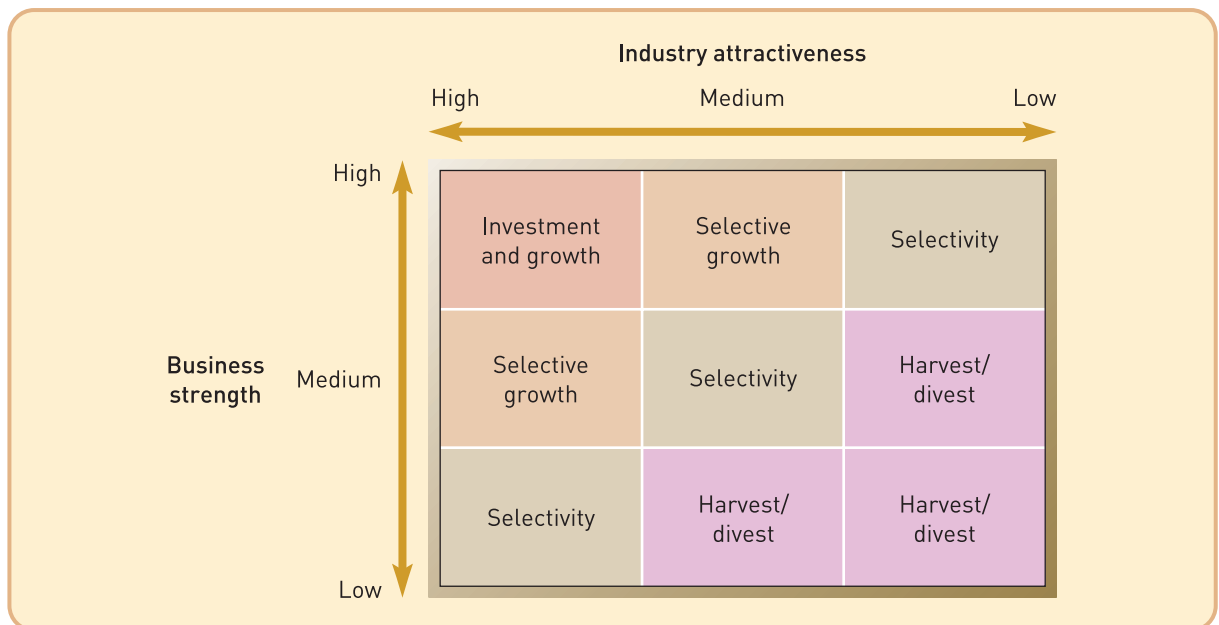 Industry attractiveness
High Medium Low
High
Investment
and growth
Selective
growth
Selectivity
Business
strength
Medium
Selective
growth
Selectivity
Harvest/
divest
Selectivity
Harvest/
divest
Harvest/
divest
Low